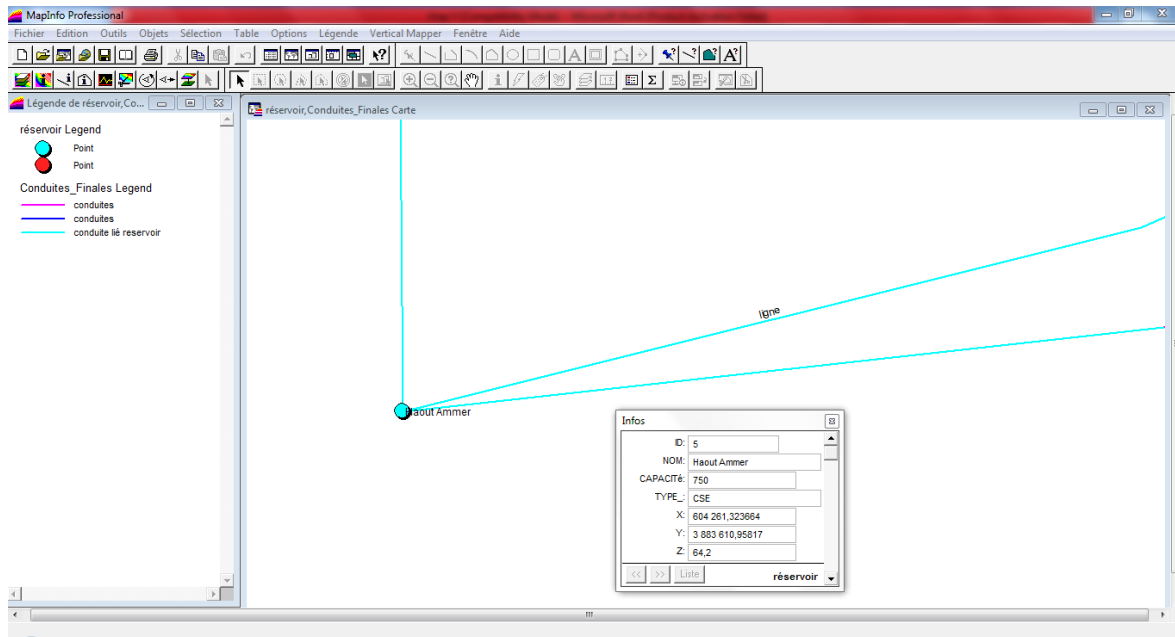 MapInfo Professional
Fichier Edition Outils Objets Sélection Table Options Légende Vertical Mapper Fenêtre Aide
Légende de réservoir,Co...
réservoir Legend
Point
Point
Conduites_Finales Legend
conduites
conduites
conduite lié reservoir
réservoir,Conduites_Finales Carte
ligne
Haout Ammer
Infos
ID: 5
NOM: Haout Ammer
CAPACITé: 750
TYPE_: CSE
X: 604 261,323664
Y: 3 883 610,95817
Z: 64,2
<< >> Liste réservoir